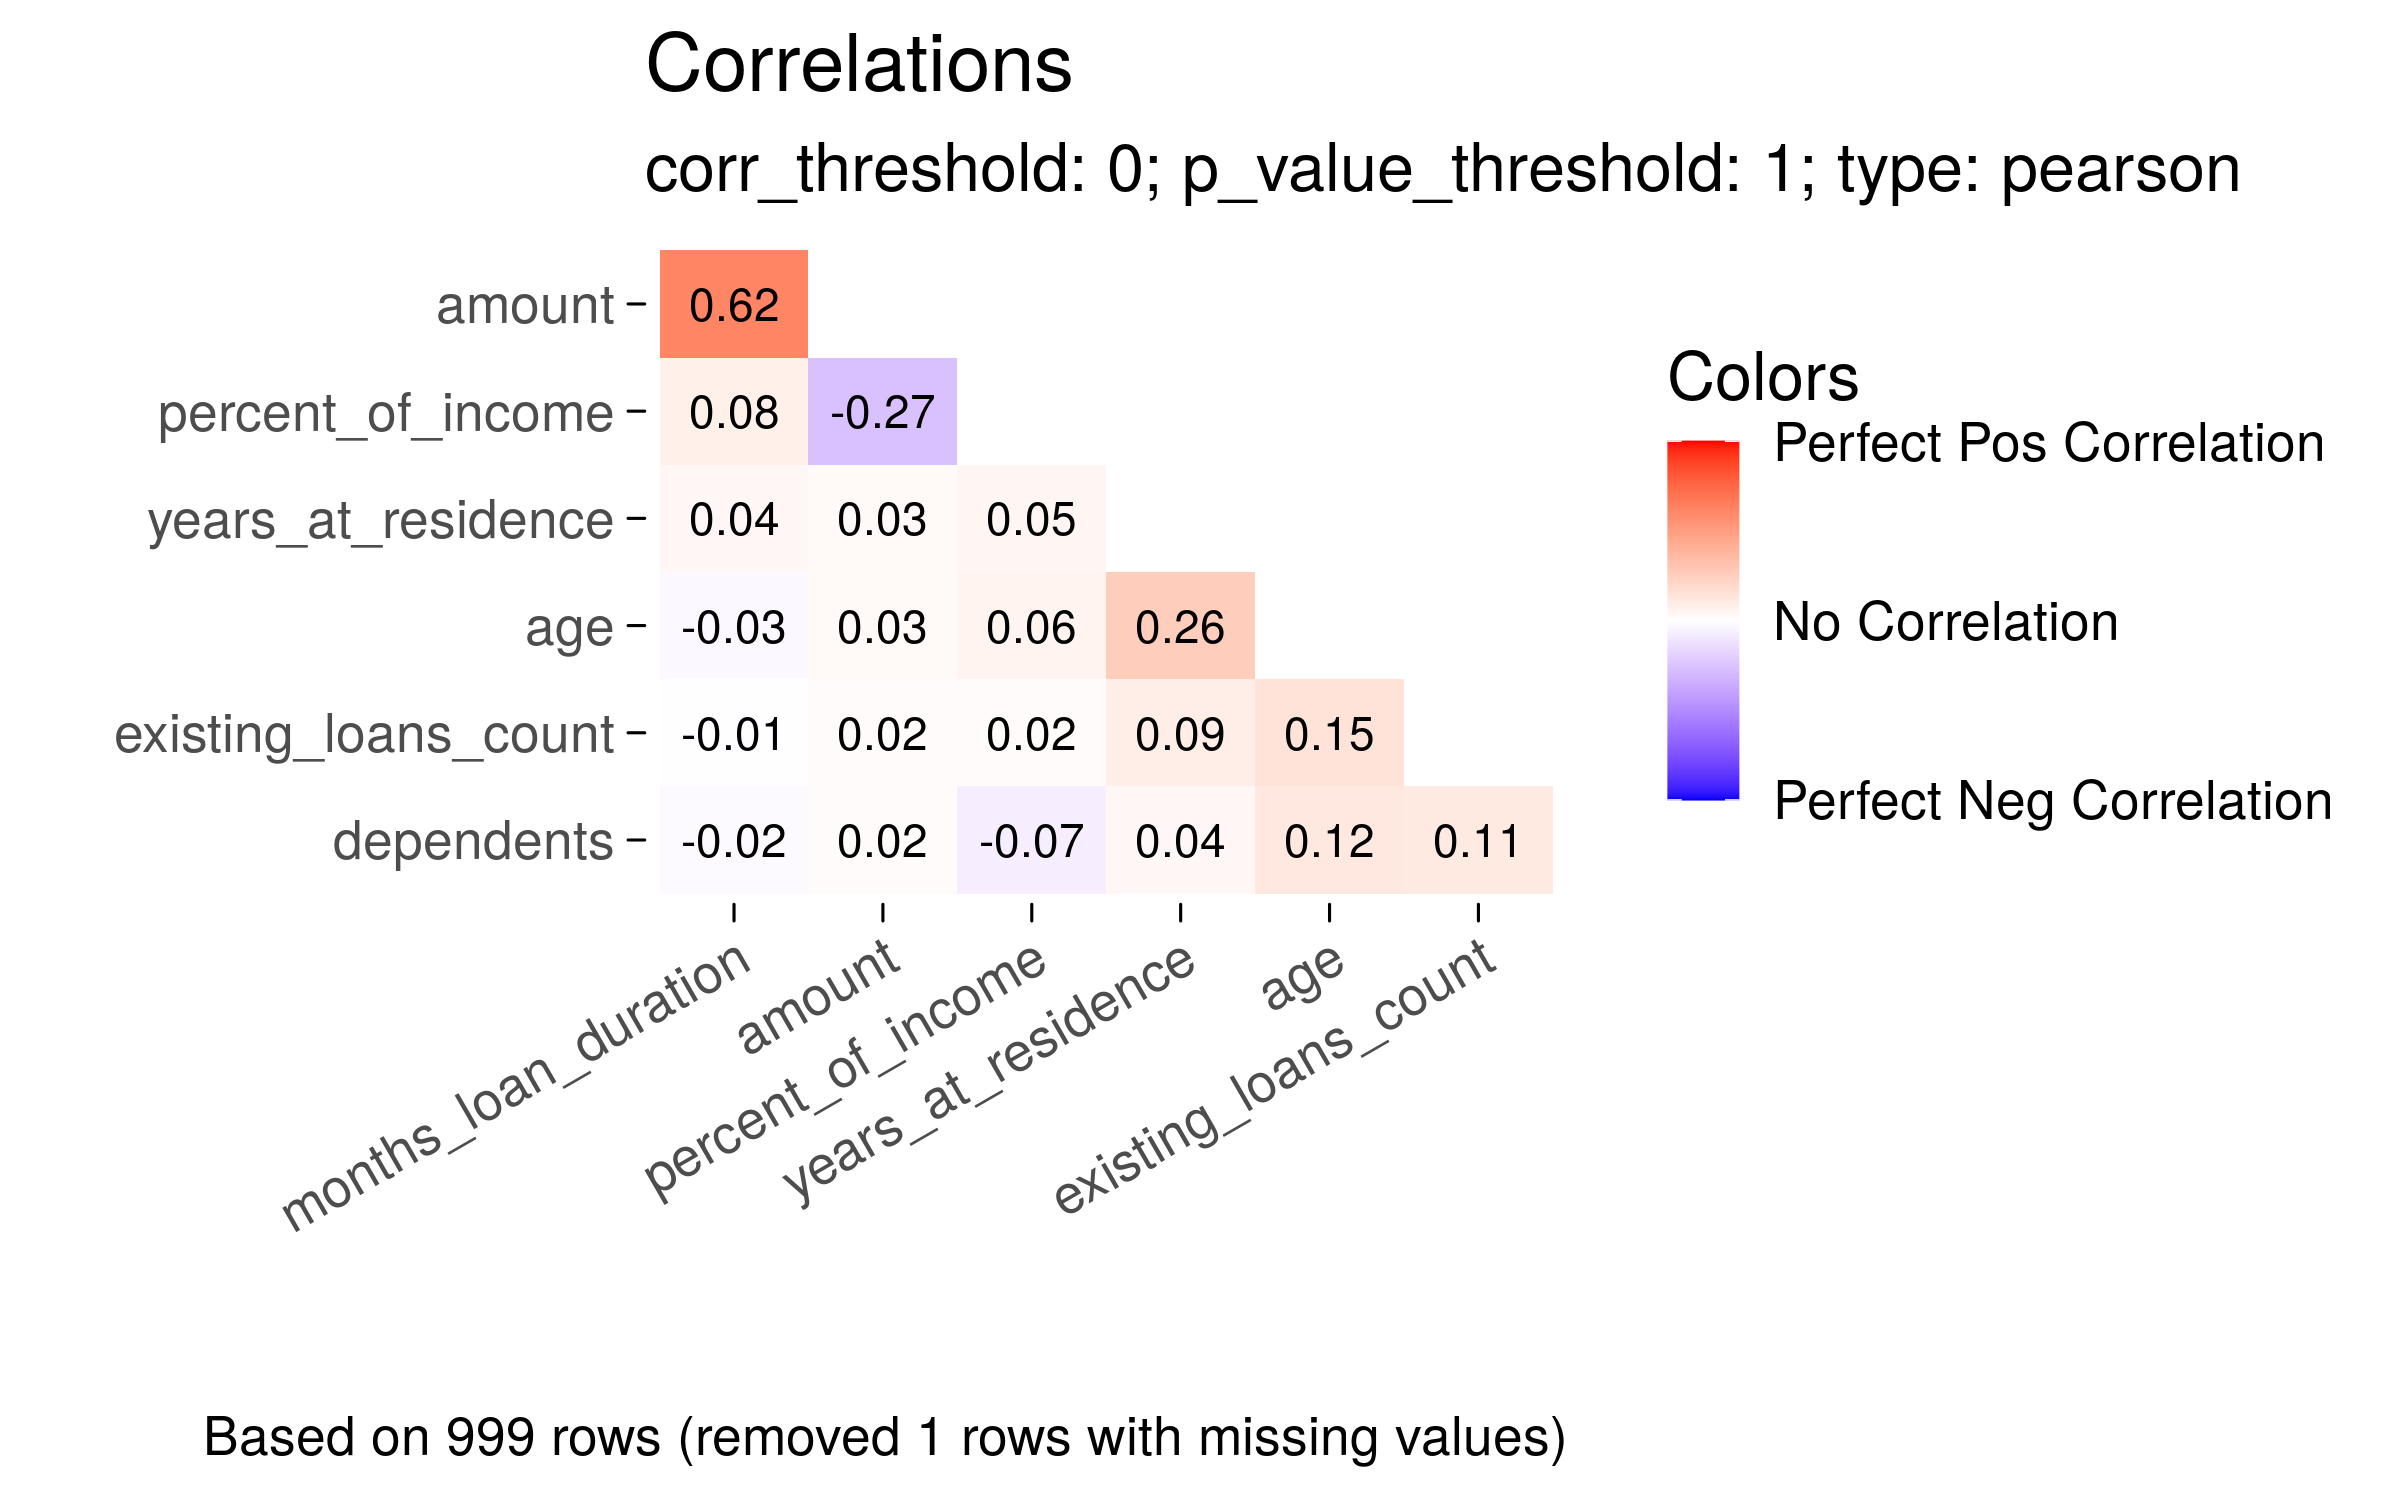 Correlations
corr_threshold: 0; p_value_threshold: 1; type: pearson
amount
0.62
percent_of_income
0.08 -0.27
years_at_residence
0.04 0.03 0.05
age
-0.03 0.03 0.06 0.26
existing_loans_count
-0.01 0.02 0.02 0.09 0.15
dependents
-0.02 0.02 -0.07 0.04 0.12 0.11
months_loan_duration
amount
percent_of_income
years_at_residence
age
existing_loans_count
Colors
Perfect Pos Correlation
No Correlation
Perfect Neg Correlation
Based on 999 rows (removed 1 rows with missing values)